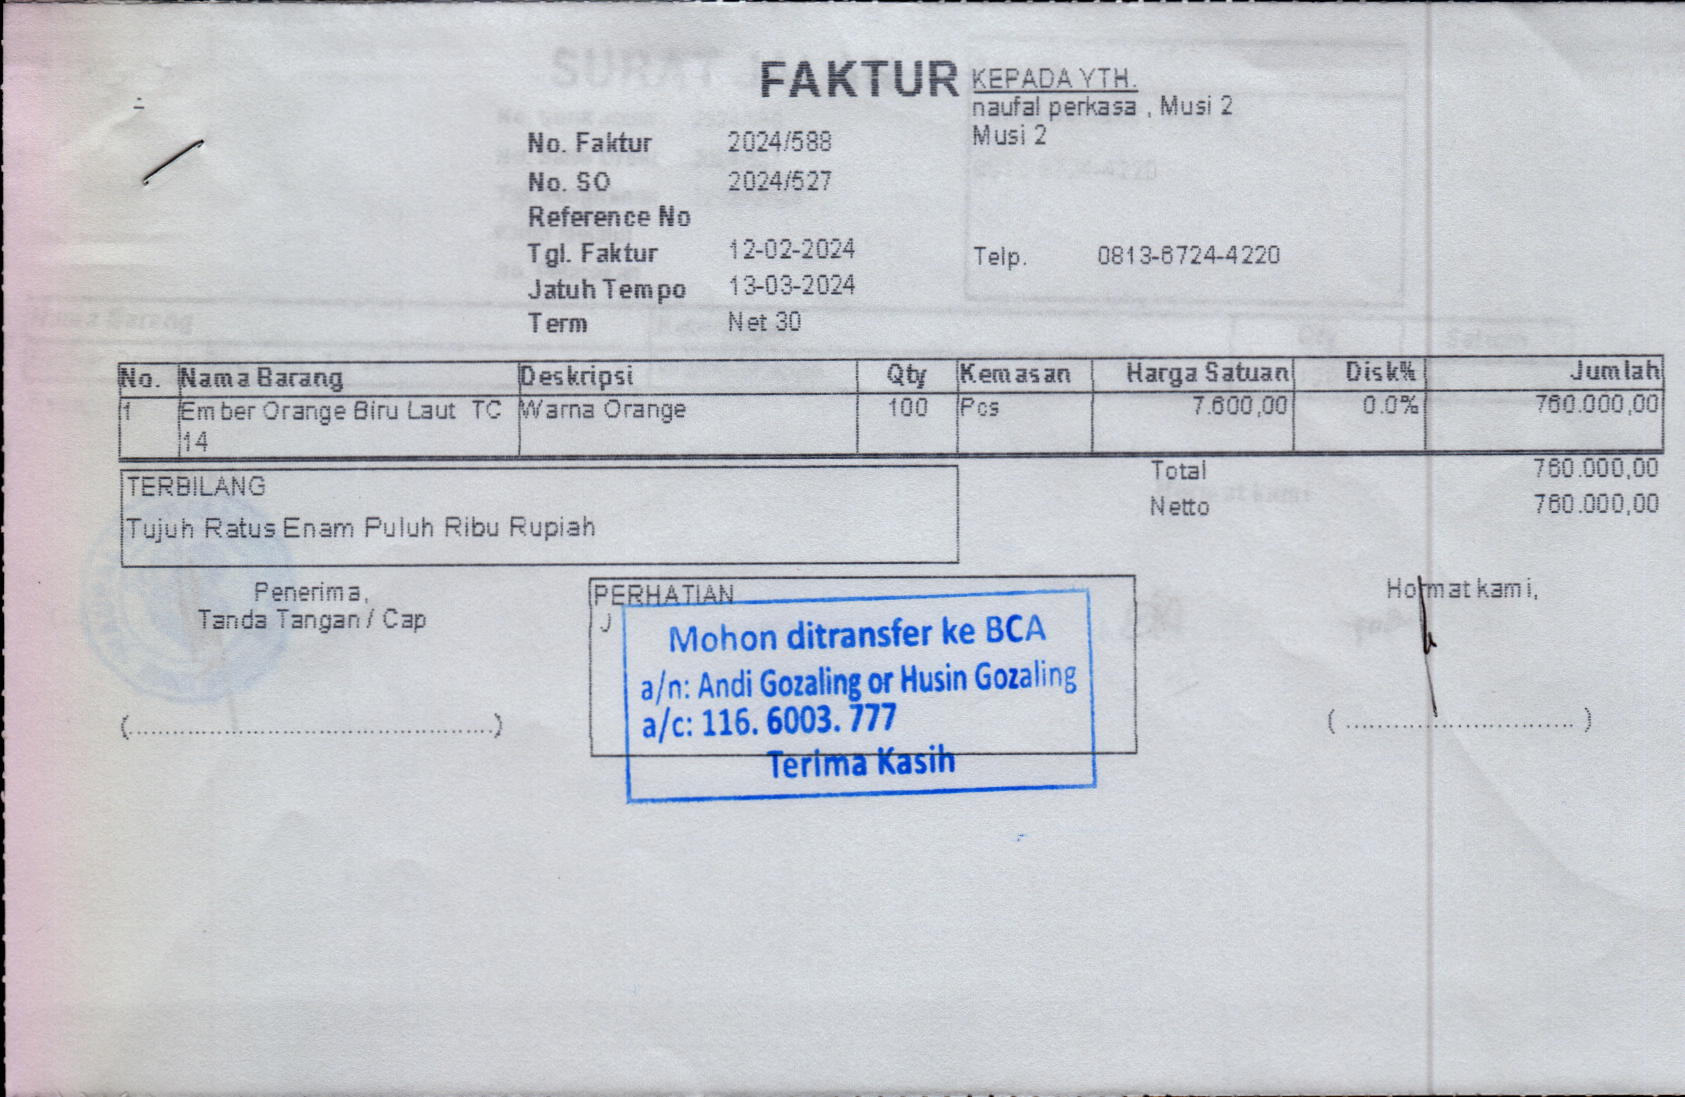 FAKTUR
KEPADA YTH.
naufal perkasa , Musi 2
Musi 2
No. Faktur 2024/588
No. SO 2024/527
Reference No
Tgl. Faktur 12-02-2024
Telp. 0813-6724-4220
Jatuh Tempo 13-03-2024
Term Net 30
No. Nama Barang Deskripsi Qty Kemasan Harga Satuan Disk% Jumlah
1 Ember Orange Biru Laut TC Warna Orange 100 Pcs 7.600,00 0.0% 760.000,00
14
Total 760.000,00
TERBILANG
Netto 760.000,00
Tujuh Ratus Enam Puluh Ribu Rupiah
Penerima, 
Tanda Tangan / Cap
PERHATIAN
J
Hormat kami,
Mohon ditransfer ke BCA
a/n: Andi Gozaling or Husin Gozaling
a/c: 116. 6003. 777
Terima Kasih
(................................................)
( ............................... )